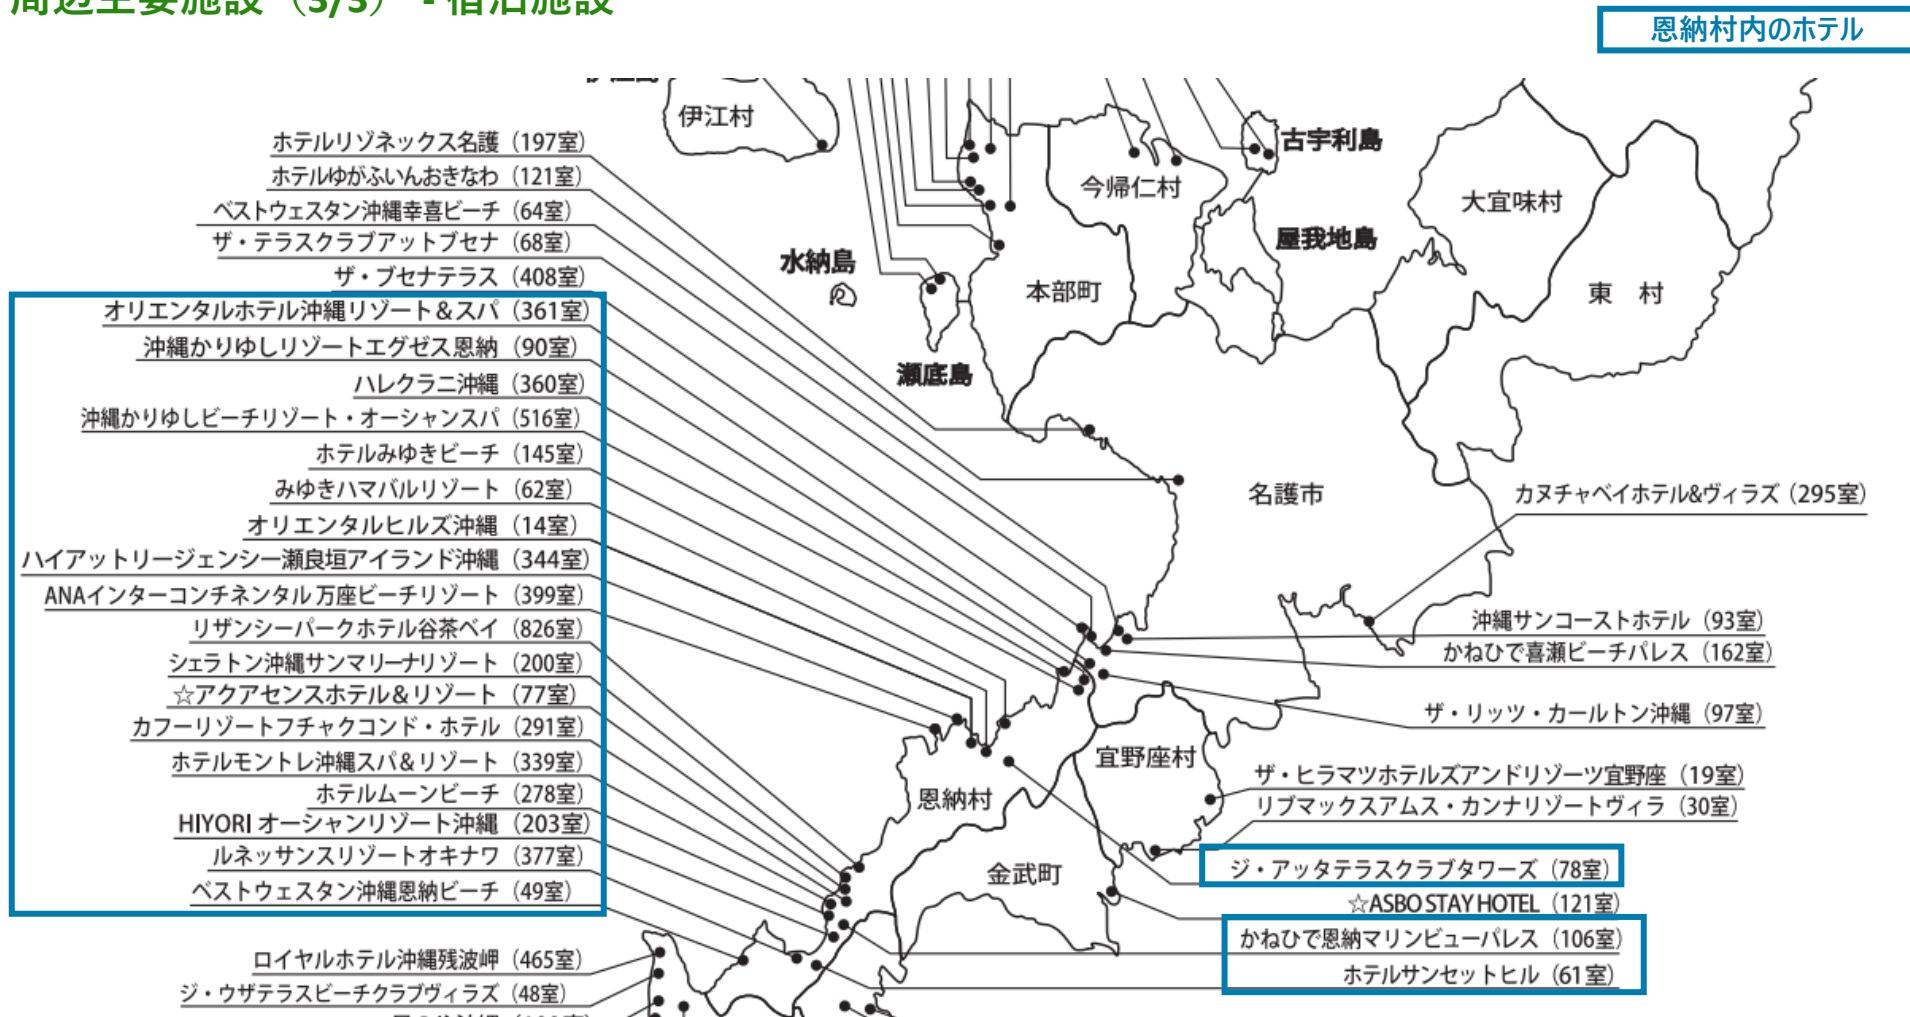 周辺主要施設（3/3） - 宿泊施設
恩納村内のホテル
伊江村
古宇利島
今帰仁村
大宜味村
屋我地島
水納島
本部町
東　村
瀬底島
名護市
宜野座村
恩納村
金武町
ホテルリゾネックス名護（197室）
ホテルゆがふいんおきなわ（121室）
ベストウェスタン沖縄幸喜ビーチ（64室）
ザ・テラスクラブアットブセナ（68室）
ザ・ブセナテラス（408室）
オリエンタルホテル沖縄リゾート＆スパ（361室）
沖縄かりゆしリゾートエグゼス恩納（90室）
ハレクラニ沖縄（360室）
沖縄かりゆしビーチリゾート・オーシャンスパ（516室）
ホテルみゆきビーチ（145室）
みゆきハマバルリゾート（62室）
オリエンタルヒルズ沖縄（14室）
ハイアットリージェンシー瀬良垣アイランド沖縄（344室）
ANAインターコンチネンタル 万座ビーチリゾート（399室）
リザンシーパークホテル谷茶ベイ（826室）
シェラトン沖縄サンマリーナリゾート（200室）
☆アクアセンスホテル＆リゾート（77室）
カフーリゾートフチャクコンド・ホテル（291室）
ホテルモントレ沖縄スパ＆リゾート（339室）
ホテルムーンビーチ（278室）
HIYORI オーシャンリゾート沖縄（203室）
ルネッサンスリゾートオキナワ（377室）
ベストウェスタン沖縄恩納ビーチ（49室）
ロイヤルホテル沖縄残波岬（465室）
ジ・ウザテラスビーチクラブヴィラズ（48室）
カヌチャベイホテル&ヴィラズ（295室）
沖縄サンコーストホテル（93室）
かねひで喜瀬ビーチパレス（162室）
ザ・リッツ・カールトン沖縄（97室）
ザ・ヒラマツホテルズアンドリゾーツ宜野座（19室）
リブマックスアムス・カンナリゾートヴィラ（30室）
ジ・アッタテラスクラブタワーズ（78室）
☆ASBO STAY HOTEL（121室）
かねひで恩納マリンビューパレス（106室）
ホテルサンセットヒル（61室）